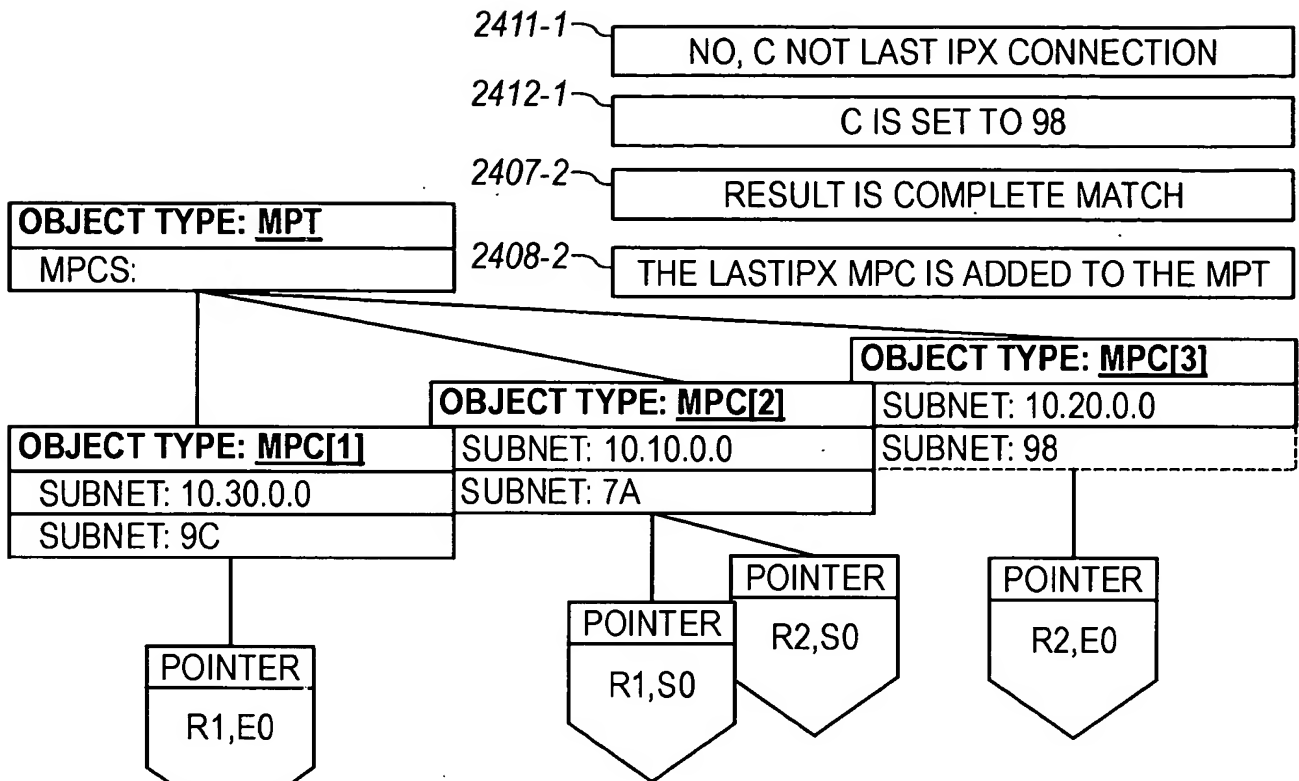 2411-1
NO, C NOT LAST IPX CONNECTION
2412-1
C IS SET TO 98
2407-2
RESULT IS COMPLETE MATCH
2408-2
THE LASTIPX MPC IS ADDED TO THE MPT
OBJECT TYPE: MPT
MPCS:
OBJECT TYPE: MPC[1]
SUBNET: 10.30.0.0
SUBNET: 9C
POINTER
R1,E0
OBJECT TYPE: MPC[2]
SUBNET: 10.10.0.0
SUBNET: 7A
POINTER
R1,S0
POINTER
R2,S0
OBJECT TYPE: MPC[3]
SUBNET: 10.20.0.0
SUBNET: 98
POINTER
R2,E0